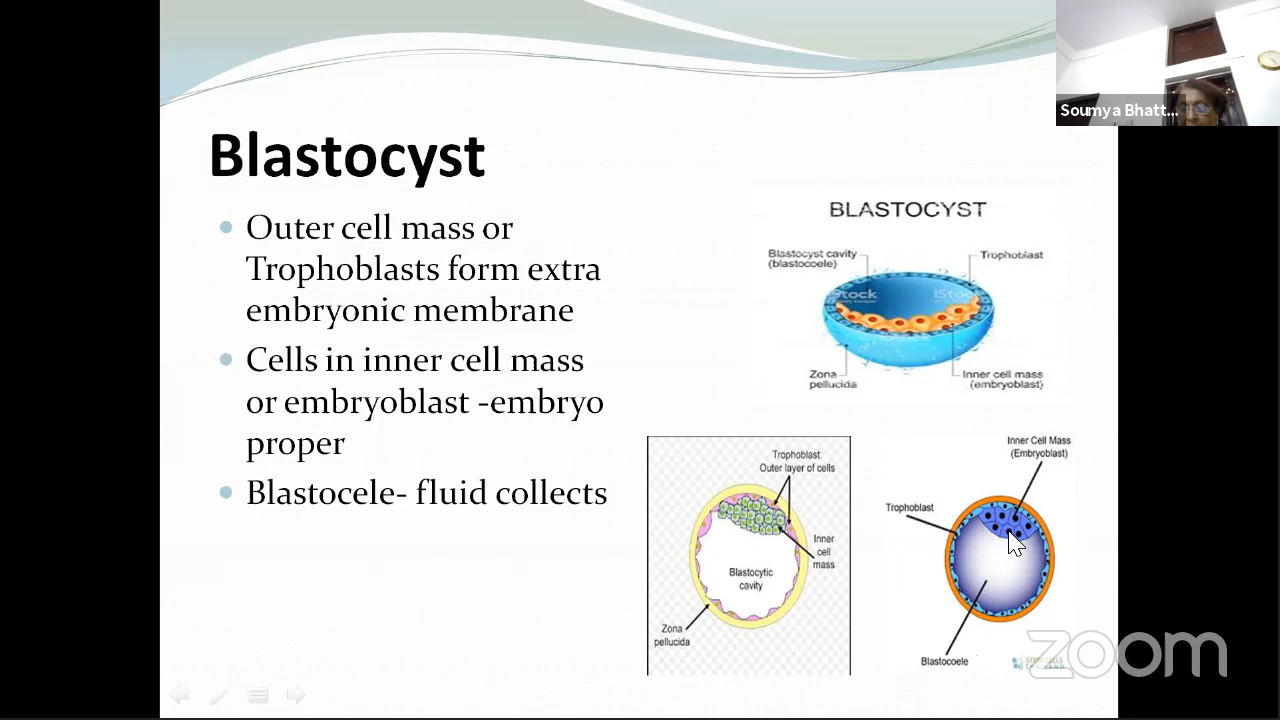 Soumya Bhatt...
Blastocyst
Outer cell mass or
Trophoblasts form extra
embryonic membrane
Cells in inner cell mass
or embryoblast -embryo
proper
Blastocele- fluid collects
BLASTOCYST
Blastocyst cavity
(blastocoele)
Trophoblast
iStock
Zona
pellucida
Inner cell mass
(embryoblast)
Trophoblast:
Outer layer of cells
Inner
cell
mass
Blastocytic
cavity
Zona
pellucida
Inner Cell Mass
(Embryoblast)
Trophoblast
Blastocoele
zoom